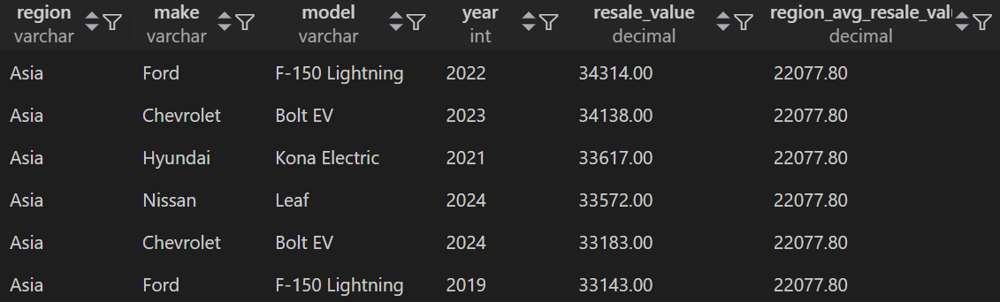 region make model year resale_value region_avg_resale_val
varchar varchar varchar int decimal decimal
Asia Ford F-150 Lightning 2022 34314.00 22077.80
Asia Chevrolet Bolt EV 2023 34138.00 22077.80
Asia Hyundai Kona Electric 2021 33617.00 22077.80
Asia Nissan Leaf 2024 33572.00 22077.80
Asia Chevrolet Bolt EV 2024 33183.00 22077.80
Asia Ford F-150 Lightning 2019 33143.00 22077.80